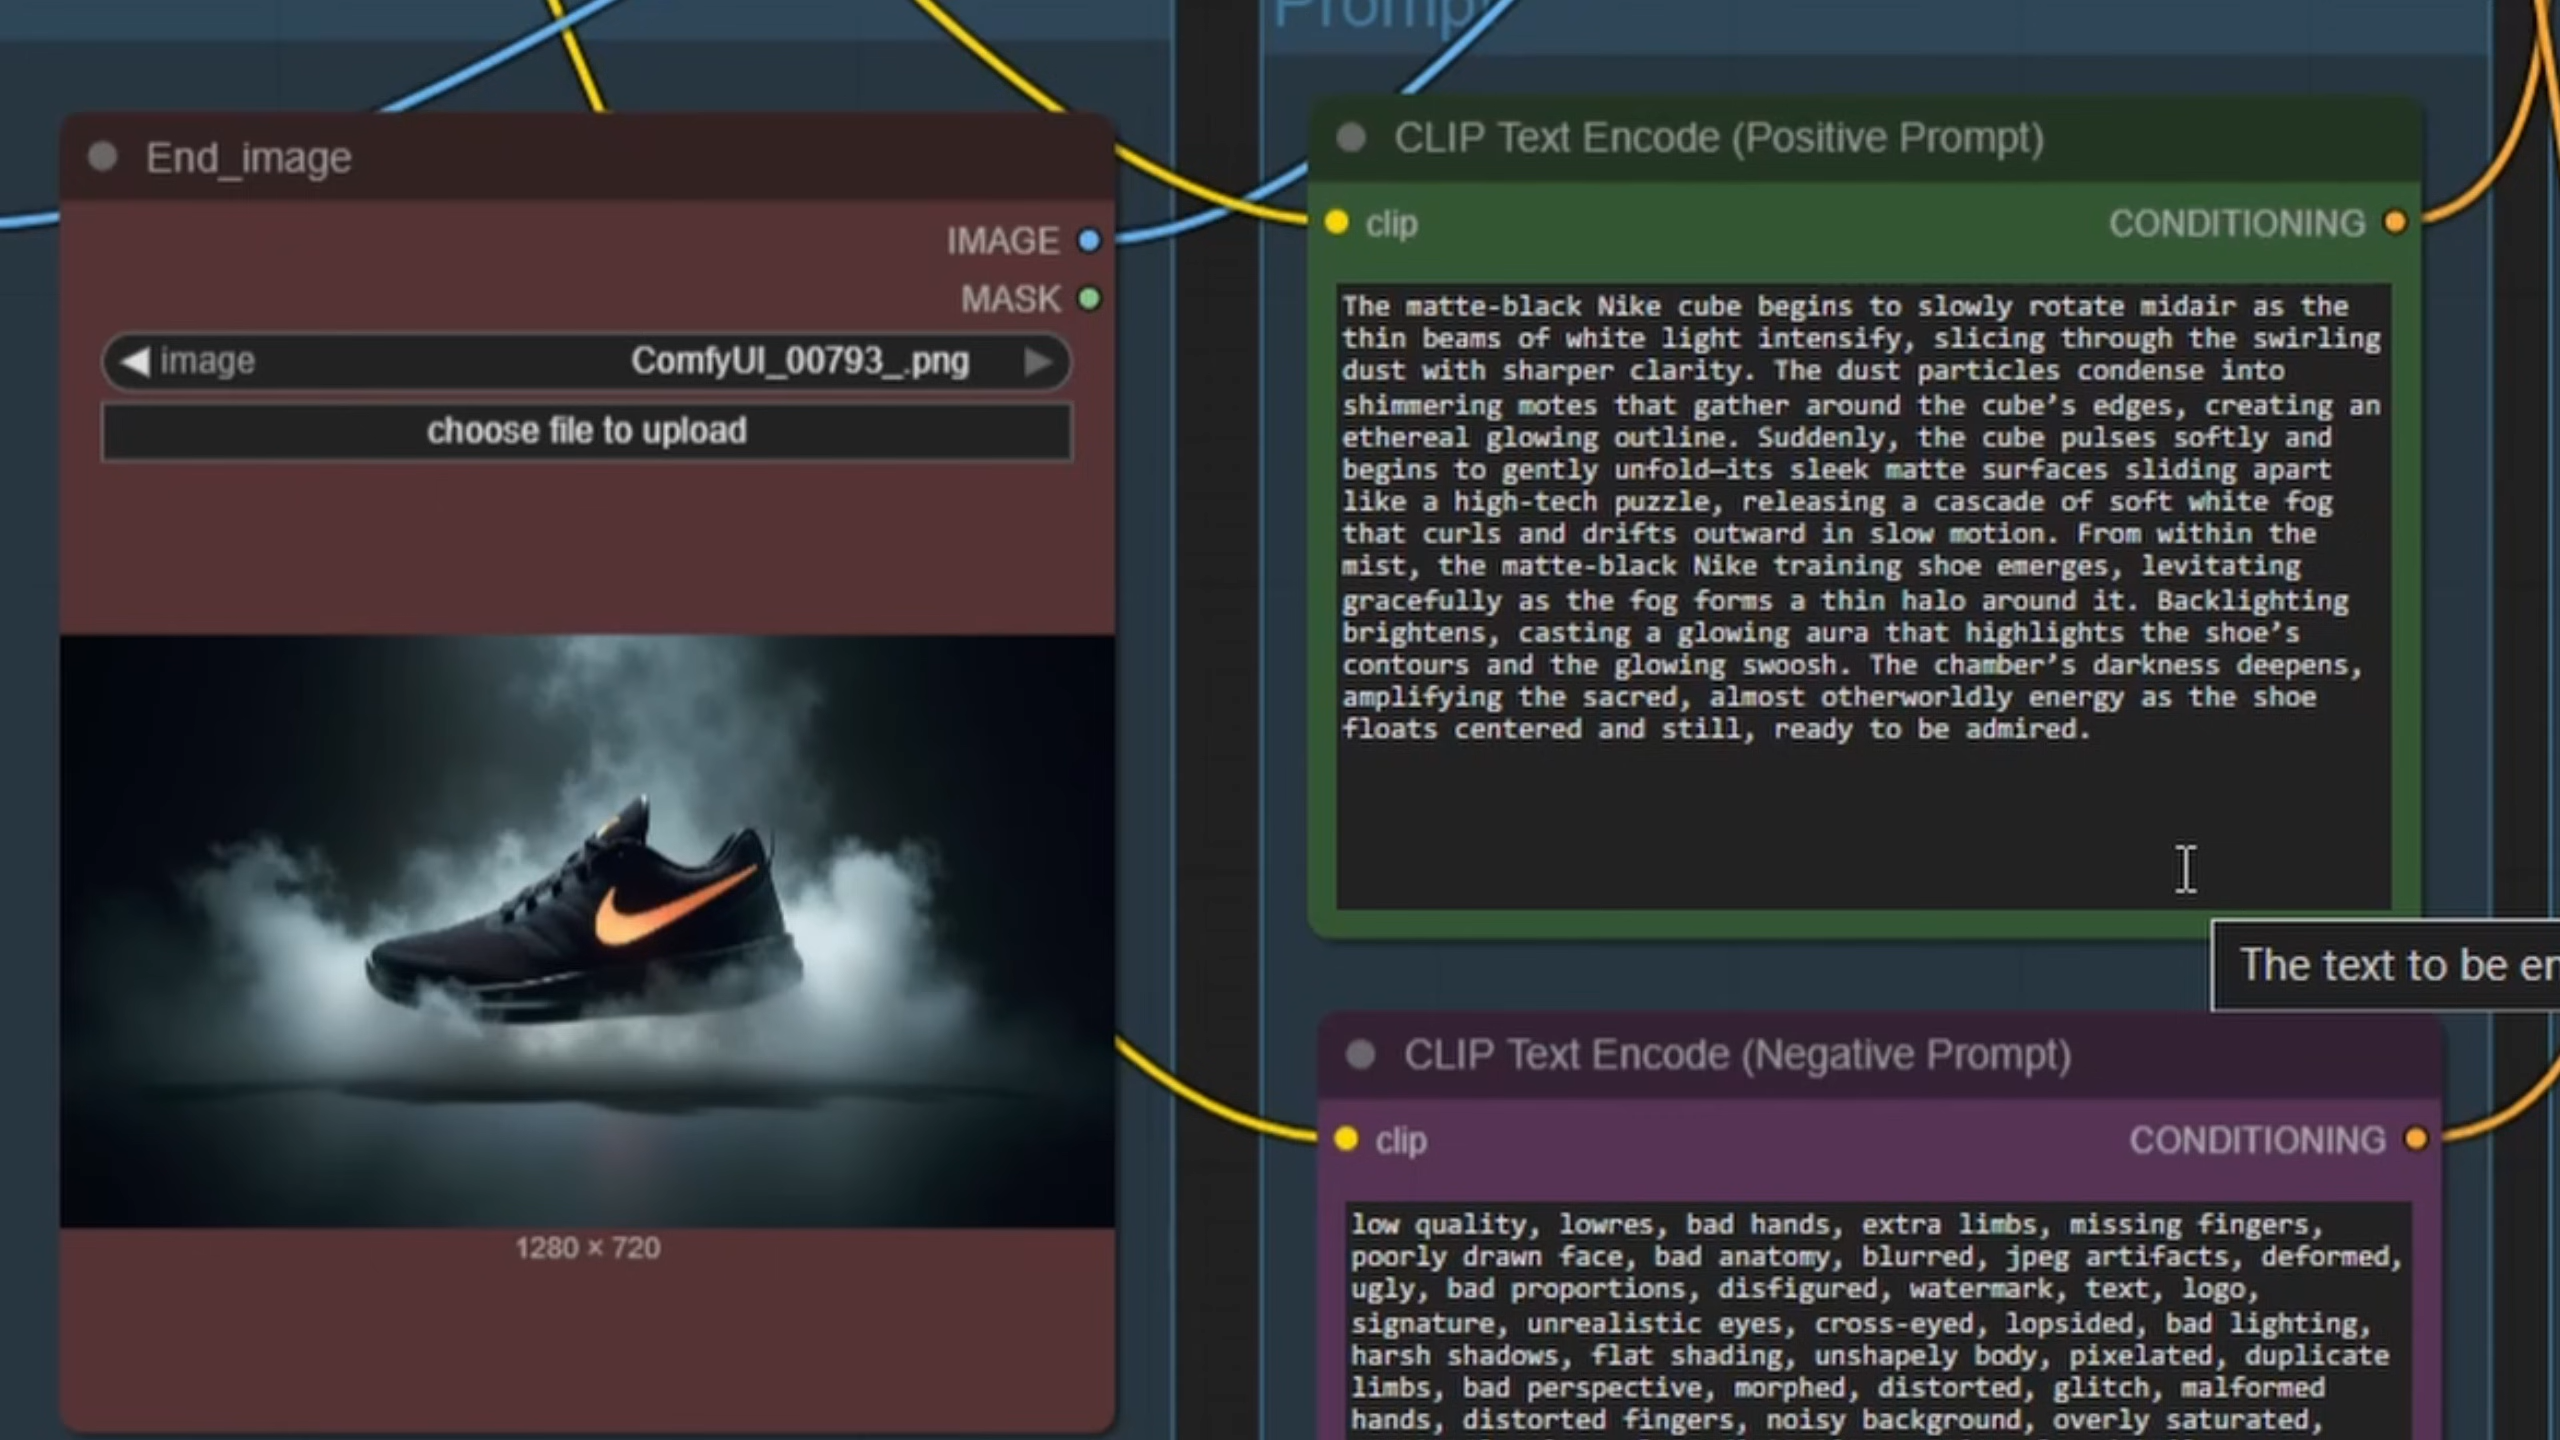 Prompt
End_image
IMAGE
MASK
image ComfyUI_00793_.png
choose file to upload
1280 × 720
CLIP Text Encode (Positive Prompt)
clip CONDITIONING
The matte-black Nike cube begins to slowly rotate midair as the
thin beams of white light intensify, slicing through the swirling
dust with sharper clarity. The dust particles condense into
shimmering motes that gather around the cube’s edges, creating an
ethereal glowing outline. Suddenly, the cube pulses softly and
begins to gently unfold—its sleek matte surfaces sliding apart
like a high-tech puzzle, releasing a cascade of soft white fog
that curls and drifts outward in slow motion. From within the
mist, the matte-black Nike training shoe emerges, levitating
gracefully as the fog forms a thin halo around it. Backlighting
brightens, casting a glowing aura that highlights the shoe’s
contours and the glowing swoosh. The chamber’s darkness deepens,
amplifying the sacred, almost otherworldly energy as the shoe
floats centered and still, ready to be admired.
The text to be en
CLIP Text Encode (Negative Prompt)
clip CONDITIONING
low quality, lowres, bad hands, extra limbs, missing fingers,
poorly drawn face, bad anatomy, blurred, jpeg artifacts, deformed,
ugly, bad proportions, disfigured, watermark, text, logo,
signature, unrealistic eyes, cross-eyed, lopsided, bad lighting,
harsh shadows, flat shading, unshapely body, pixelated, duplicate
limbs, bad perspective, morphed, distorted, glitch, malformed
hands, distorted fingers, noisy background, overly saturated,